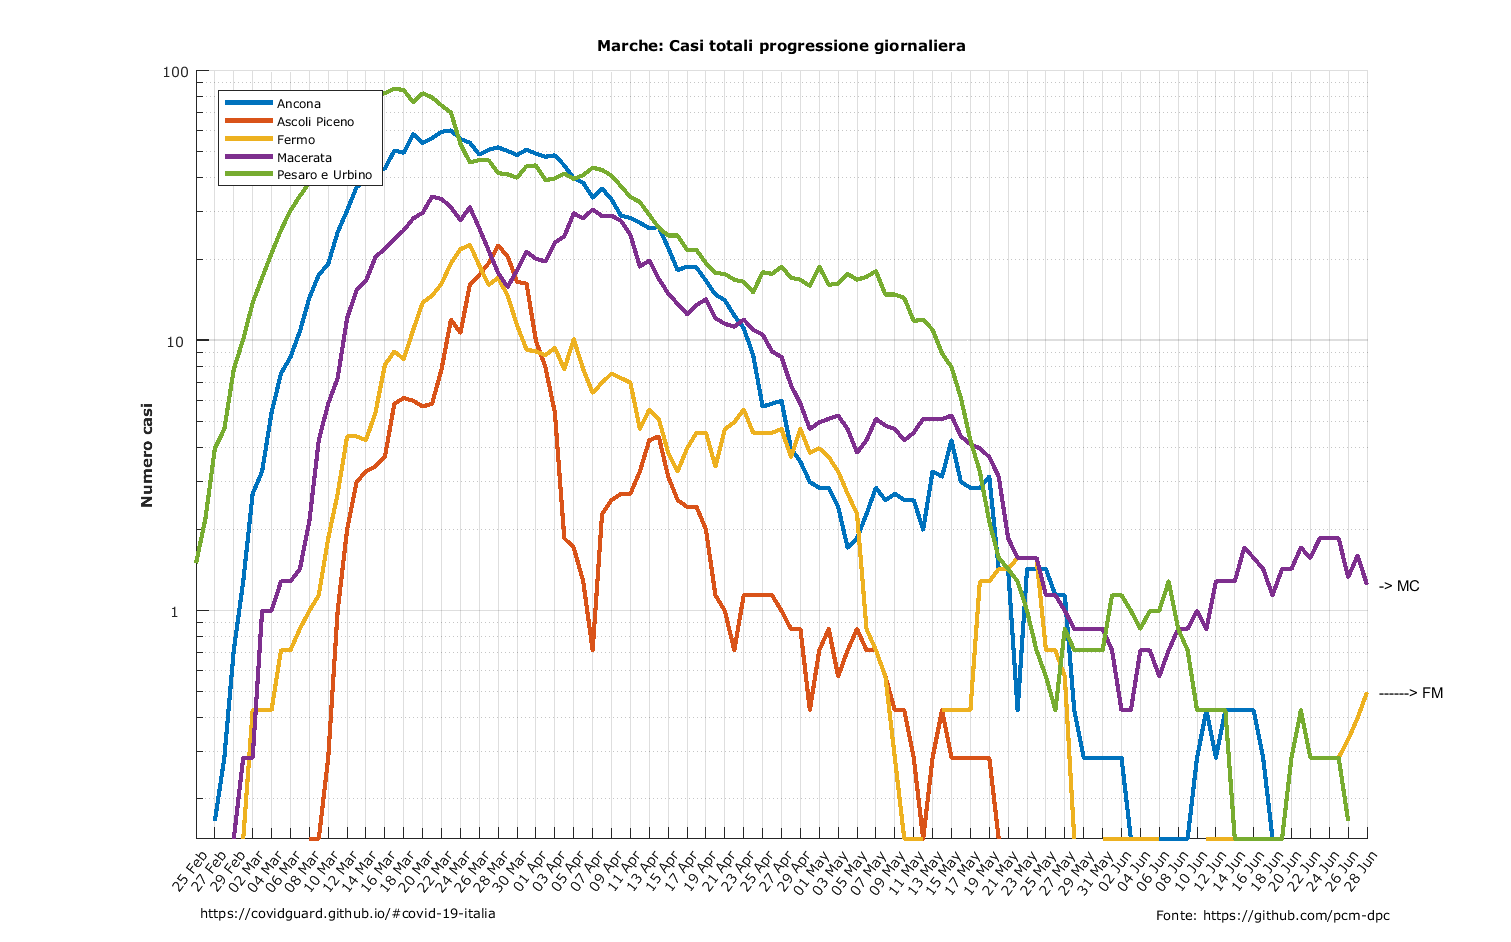 Marche: Casi totali progressione giornaliera
100
10
1
Numero casi
Ancona
Ascoli Piceno
Fermo
Macerata
Pesaro e Urbino
-> MC
------> FM
25 Feb
27 Feb
29 Feb
02 Mar
04 Mar
06 Mar
08 Mar
10 Mar
12 Mar
14 Mar
16 Mar
18 Mar
20 Mar
22 Mar
24 Mar
26 Mar
28 Mar
30 Mar
01 Apr
03 Apr
05 Apr
07 Apr
09 Apr
11 Apr
13 Apr
15 Apr
17 Apr
19 Apr
21 Apr
23 Apr
25 Apr
27 Apr
29 Apr
01 May
03 May
05 May
07 May
09 May
11 May
13 May
15 May
17 May
19 May
21 May
23 May
25 May
27 May
29 May
31 May
02 Jun
04 Jun
06 Jun
08 Jun
10 Jun
12 Jun
14 Jun
16 Jun
18 Jun
20 Jun
22 Jun
24 Jun
26 Jun
28 Jun
https://covidguard.github.io/#covid-19-italia
Fonte: https://github.com/pcm-dpc